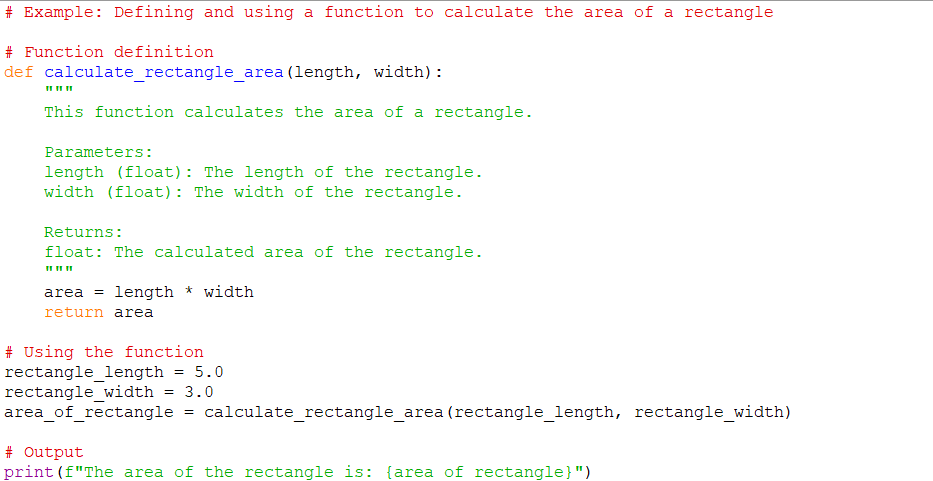 # Example: Defining and using a function to calculate the area of a rectangle
# Function definition
def calculate_rectangle_area(length, width):
    """
    This function calculates the area of a rectangle.
    Parameters:
    length (float): The length of the rectangle.
    width (float): The width of the rectangle.
    Returns:
    float: The calculated area of the rectangle.
    """
    area = length * width
    return area
# Using the function
rectangle_length = 5.0
rectangle_width = 3.0
area_of_rectangle = calculate_rectangle_area(rectangle_length, rectangle_width)
# Output
print(f"The area of the rectangle is: {area of rectangle}")